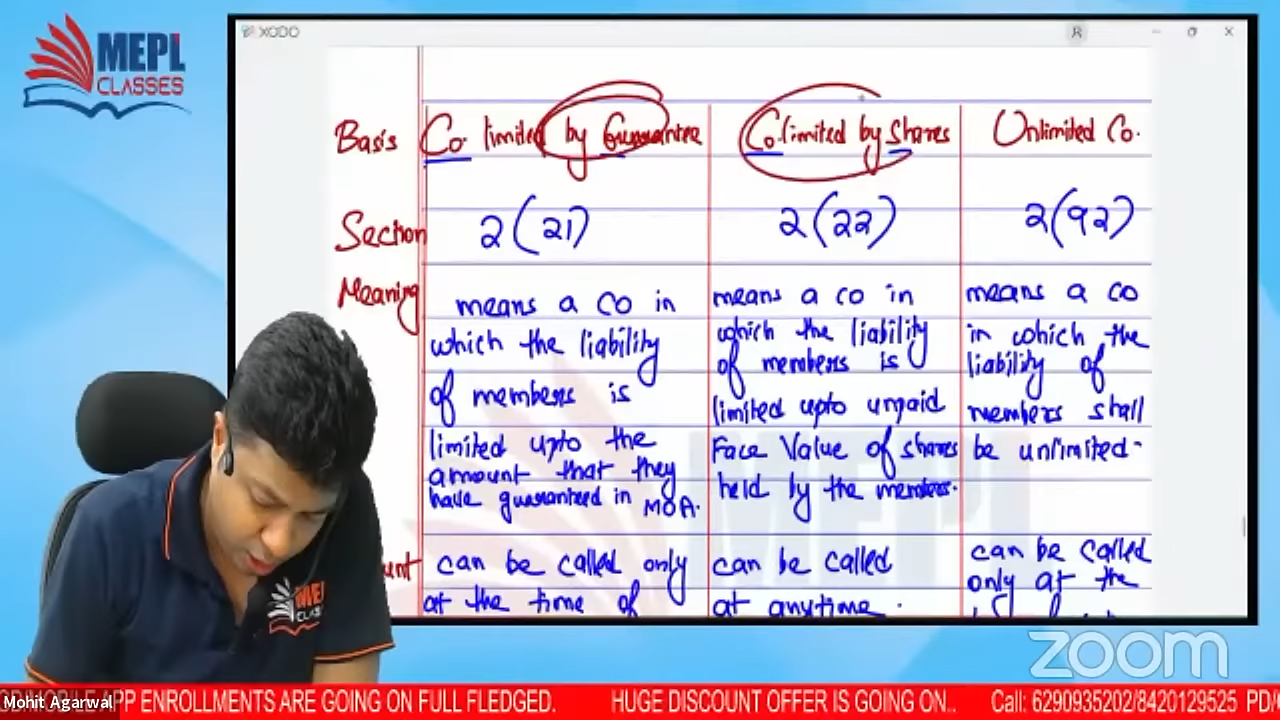 MEPL
CLASSES
XODO
Basis
Co. limited by Guarantee
Co. limited by Shares
Unlimited Co.
Section
2(21)
2(22)
2(92)
Meaning
means a co in
which the liability
of members is
limited upto the
amount that they
have guaranteed in MOA.
means a co in
which the liability
of members is
limited upto unpaid
Face Value of shares
held by the members.
means a co
in which the
liability of
members shall
be unlimited-
unt
can be called only
at the time of
can be called
at anytime.
can be called
only at the
MEPL
CLASS
zoom
Mohit Agarwal
APP ENROLLMENTS ARE GOING ON FULL FLEDGED. HUGE DISCOUNT OFFER IS GOING ON.. Call: 6290935202/8420129525 PD/